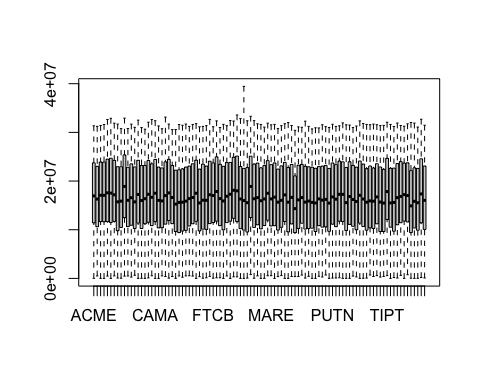 4e+07
2e+07
0e+00
ACME CAMA FTCB MARE PUTN TIPT